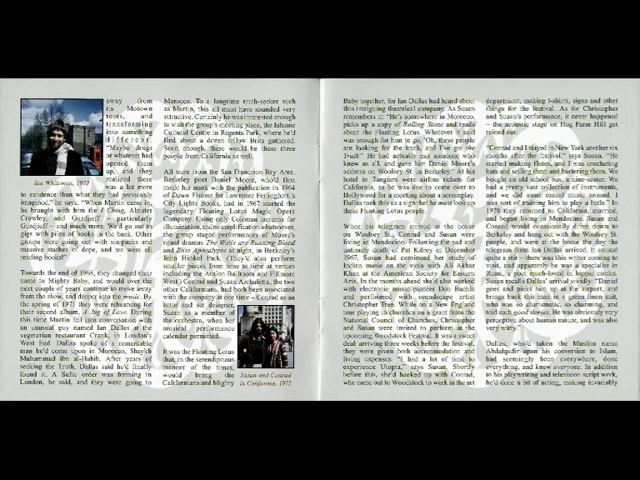 away from
its Motown
roots, and
transforming
into something
different.
"Maybe drugs
or whatever had
opened them
up, and they
realized there
was a lot more
to existence than what they had previously
imagined," he says. "When Martin came in,
he brought with him the I Ching, Aleister
Crowley, and Gurdjieff – particularly
Gurdjieff – and much more. We'd go out to
gigs with piles of books in the back. Other
groups were going out with six-packs and
massive stashes of dope, and we were all
reading books!"
Ian Whiteman, 1972
Towards the end of 1968, they changed their
name to Mighty Baby, and would over the
next couple of years continue to move away
from the show, and deeper into the music. By
the spring of 1971 they were rehearsing for
their second album, A Jug of Love. During
this time Martin fell into conversation with
an unusual guy named Ian Dallas at the
vegetarian restaurant Cranks, in London's
West End. Dallas spoke of a remarkable
man he'd come upon in Morocco, Shaykh
Muhammad ibn al-Habib. After years of
seeking the Truth, Dallas said he'd finally
found it. A Sufic order was forming in
London, he said, and they were going to
Morocco. To a longtime truth-seeker such
as Martin, this all must have sounded very
attractive. Certainly he was interested enough
to visit the group's meeting place, the Islamic
Cultural Centre in Regents Park, where he'd
find about a dozen fellow Brits gathered.
Soon enough, there would be these three
people from California as well.
All were from the San Francisco Bay Area.
Berkeley poet Daniel Moore, who'd first
made his mark with the publication in 1964
of Dawn Visions for Lawrence Ferlinghetti's
City Lights Books, had in 1967 started the
legendary Floating Lotus Magic Opera
Company. Using only Coleman lanterns for
illumination, and no amplification whatsoever,
the group staged performances of Moore's
ritual dramas The Walls are Running Blood
and Bliss Apocalypse at night, in Berkeley's
John Hinkel Park. (They'd also perform
smaller pieces from time to time at venues
including the Avalon Ballroom and Fillmore
West.) Conrad and Susan Archuletta, the two
other Californians, had both been associated
with the company at one time – Conrad as an
actor and set designer,
Susan as a member of
the orchestra, when her
musical performance
calendar permitted.
It was the Floating Lotus
that, in the serendipitous
manner of the times,
would bring the
Californians and Mighty
Susan and Conrad
in California, 1971
Baby together, for Ian Dallas had heard about
this intriguing theatrical company. As Susan
remembers it: "He's somewhere in Morocco,
picks up a copy of Rolling Stone and reads
about the Floating Lotus. Whatever it said
was enough for him to go, 'Oh, these people
are looking for the truth, and I've got the
Truth!'" He had actually met someone who
knew us all, and gave him Denis Moore's
address on Woolsey St. in Berkeley." At his
hotel in Tangiers were airline tickets for
California, as he was due to come over to
Hollywood for a meeting about a screenplay.
Dallas took this as a sign that he must look up
these Floating Lotus people.
When his telegram arrived at the house
on Woolsey St., Conrad and Susan were
living in Mendocino. Following the sad and
untimely death of Pat Kilroy in December
1967, Susan had continued her study of
Indian music on the viola with Ali Akbar
Khan at the American Society for Eastern
Arts. In the months ahead she'd also worked
with electronic music pioneer Don Buchla
and performed with soundscape artist
Christopher Tree. While on a New England
tour playing in churches on a grant from the
National Council of Churches, Christopher
and Susan were invited to perform at the
upcoming Woodstock Festival. It was a sweet
deal: arriving three weeks before the festival,
they were given both accommodation and
living expenses. "I had a lot of time to
experience Utopia," says Susan. Shortly
before this, she'd hooked up with Conrad,
who came out to Woodstock to work in the art
department, making t-shirts, signs and other
things for the festival. As for Christopher
and Susan's performance, it never happened
– the acoustic stage on Hog Farm Hill got
rained out.
"Conrad and I stayed in New York another six
months after the festival," says Susan. "He
started making flutes, and I was crocheting
hats and selling them and bartering them. We
bought an old school bus, a nine-seater. We
had a pretty vast collection of instruments,
and we did some casual music around. I
was sort of training him to play a little." In
1970 they returned to California, married,
and began living in Mendocino. Susan and
Conrad would occasionally drive down to
Berkeley and hang out with the Woolsey St.
people, and were at the house the day the
telegram from Ian Dallas arrived. It caused
quite a stir – there was this writer coming to
visit, and apparently he was a specialist in
Rumi, a poet much-loved in hippie circles.
Susan recalls Dallas' arrival vividly: "Daniel
goes and picks him up at the airport, and
brings back this man in a green linen suit,
who was so charismatic, so charming, and
told such good stories. He was obviously very
perceptive about human nature, and was also
very witty."
Dallas, who'd taken the Muslim name
Abdalqadir upon his conversion to Islam,
had seemingly been everywhere, done
everything, and knew everyone. In addition
to his playwriting and television script work,
he'd done a bit of acting, making invariably